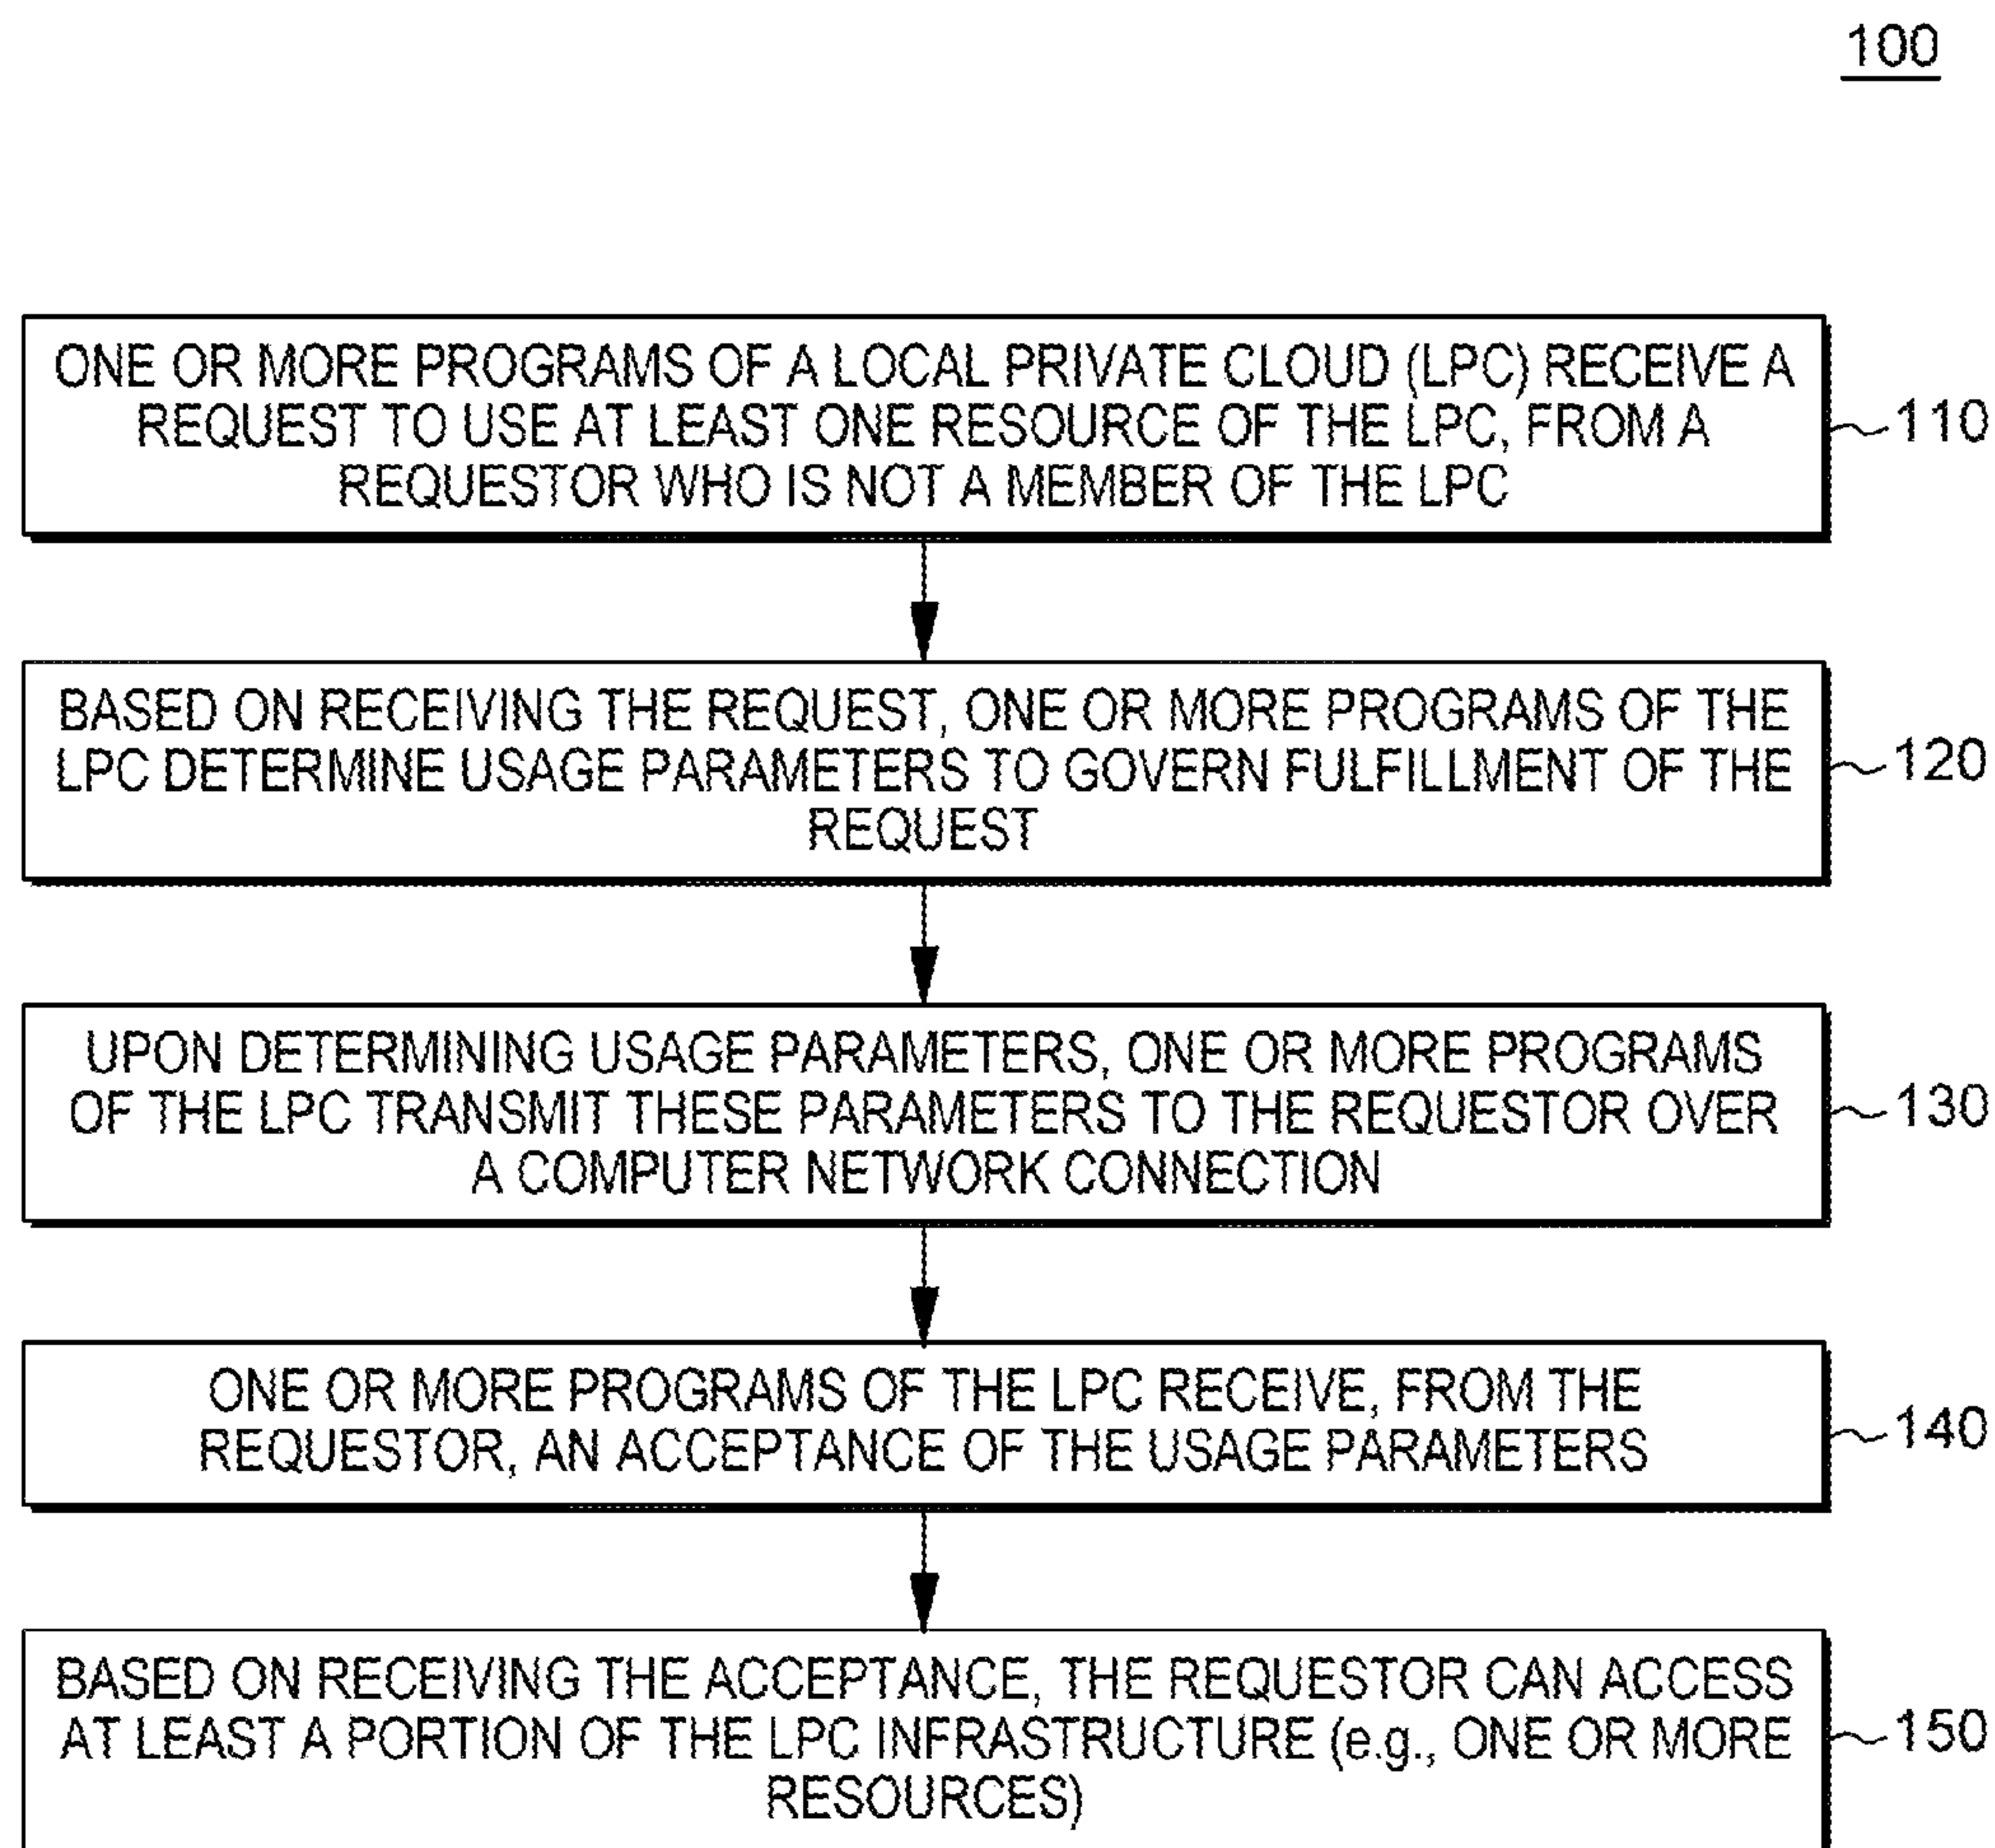 100
ONE OR MORE PROGRAMS OF A LOCAL PRIVATE CLOUD (LPC) RECEIVE A
REQUEST TO USE AT LEAST ONE RESOURCE OF THE LPC, FROM A
REQUESTOR WHO IS NOT A MEMBER OF THE LPC
110
BASED ON RECEIVING THE REQUEST, ONE OR MORE PROGRAMS OF THE
LPC DETERMINE USAGE PARAMETERS TO GOVERN FULFILLMENT OF THE
REQUEST
120
UPON DETERMINING USAGE PARAMETERS, ONE OR MORE PROGRAMS
OF THE LPC TRANSMIT THESE PARAMETERS TO THE REQUESTOR OVER
A COMPUTER NETWORK CONNECTION
130
ONE OR MORE PROGRAMS OF THE LPC RECEIVE, FROM THE
REQUESTOR, AN ACCEPTANCE OF THE USAGE PARAMETERS
140
BASED ON RECEIVING THE ACCEPTANCE, THE REQUESTOR CAN ACCESS
AT LEAST A PORTION OF THE LPC INFRASTRUCTURE (e.g., ONE OR MORE
RESOURCES)
150